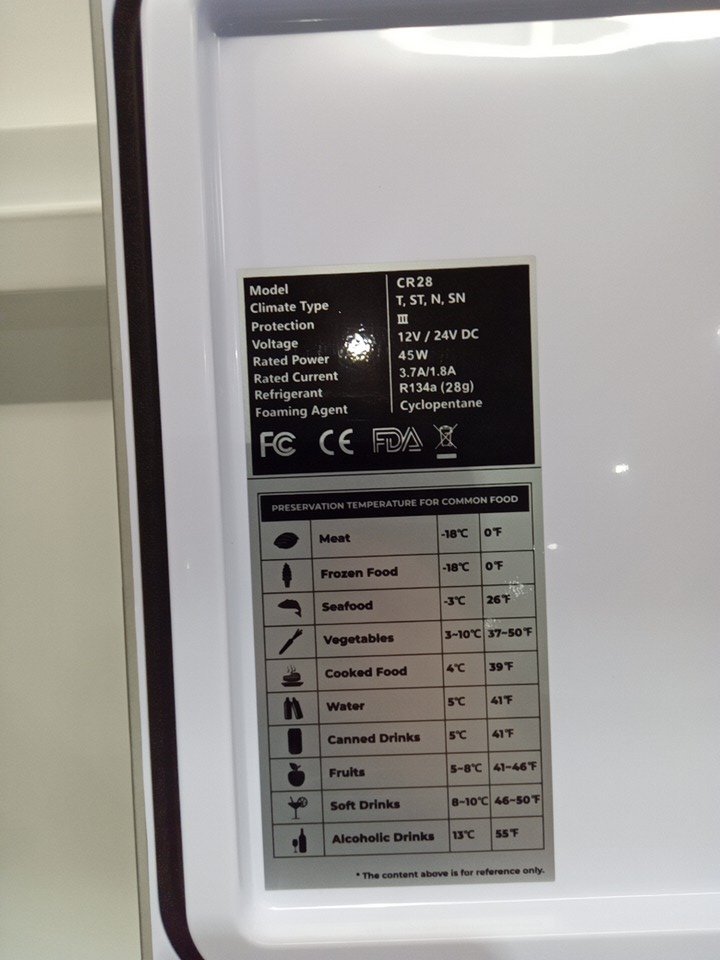 Model CR28
Climate Type T, ST, N, SN
Protection III
Voltage 12V / 24V DC
Rated Power 45W
Rated Current 3.7A/1.8A
Refrigerant R134a (28g)
Foaming Agent Cyclopentane
FC CE FDA
PRESERVATION TEMPERATURE FOR COMMON FOOD
Meat -18℃ 0℉
Frozen Food -18℃ 0℉
Seafood -3℃ 26℉
Vegetables 3~10℃ 37~50℉
Cooked Food 4℃ 39℉
Water 5℃ 41℉
Canned Drinks 5℃ 41℉
Fruits 5~8℃ 41~46℉
Soft Drinks 8~10℃ 46~50℉
Alcoholic Drinks 13℃ 55℉
* The content above is for reference only.